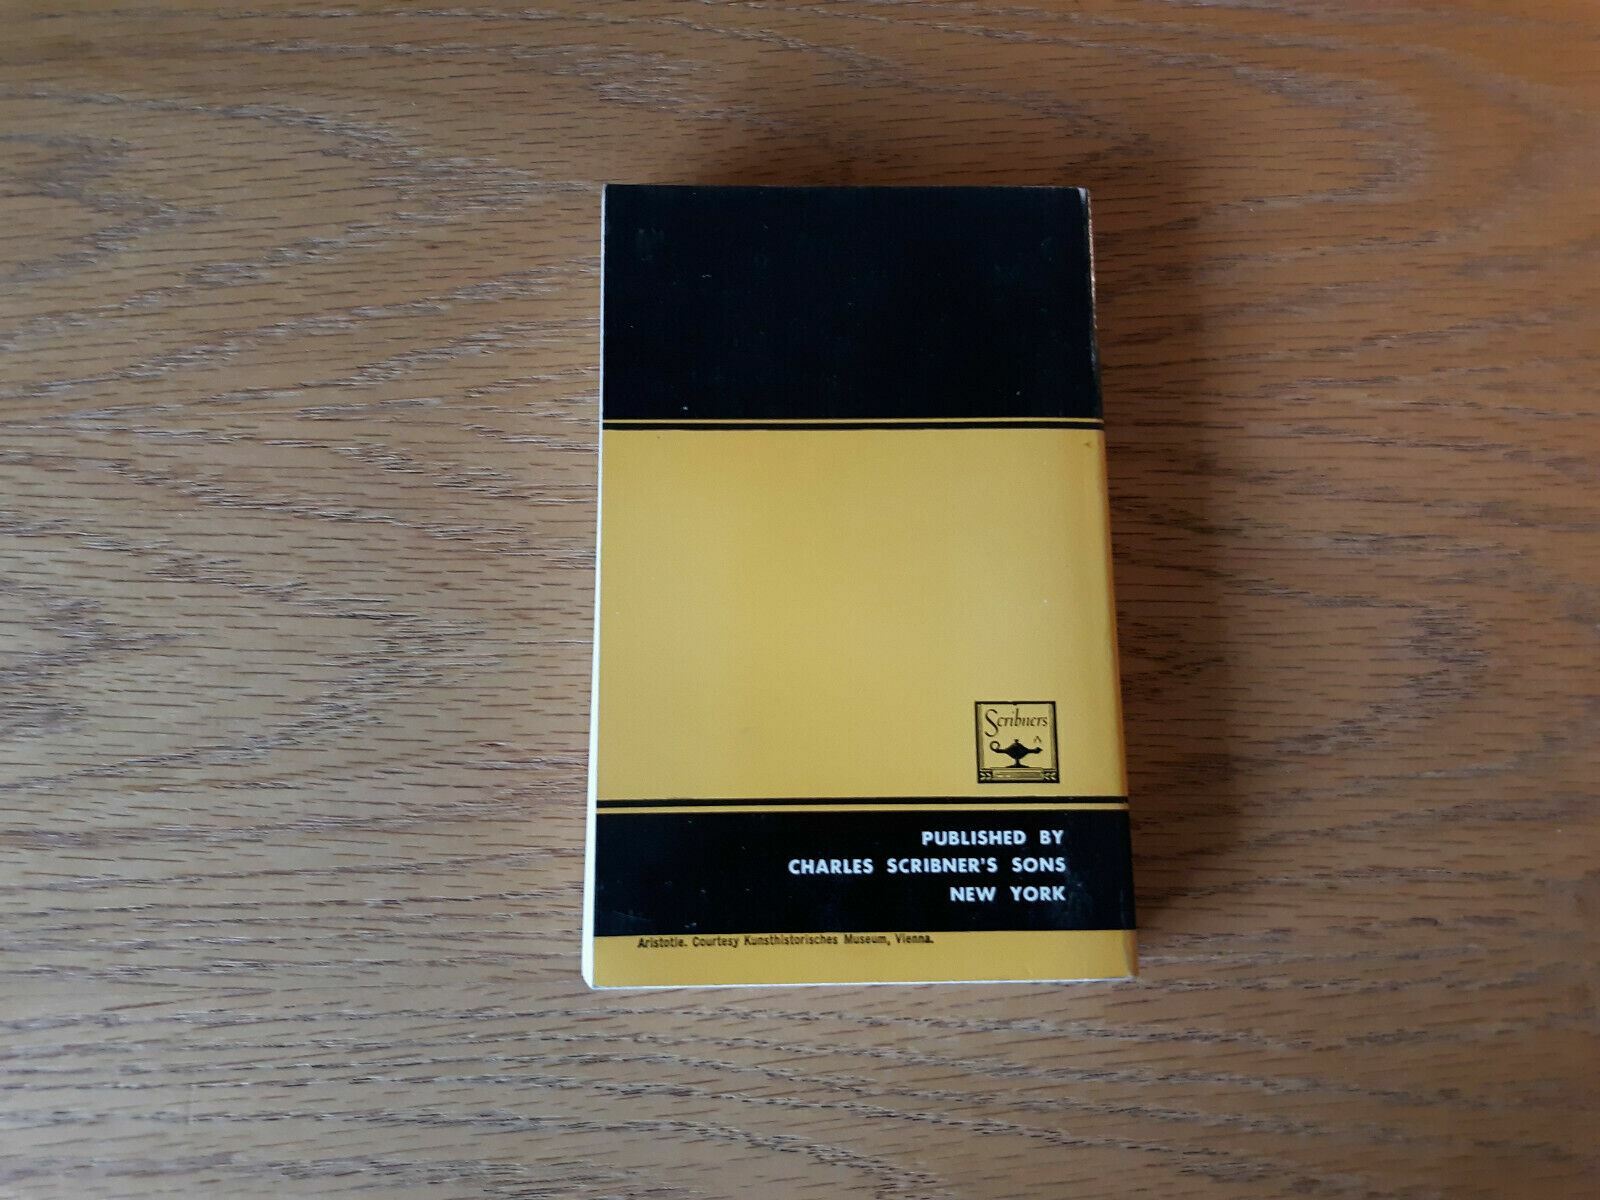 Scribners
PUBLISHED BY
CHARLES SCRIBNER'S SONS
NEW YORK
Aristotle. Courtesy Kunsthistorisches Museum, Vienna.